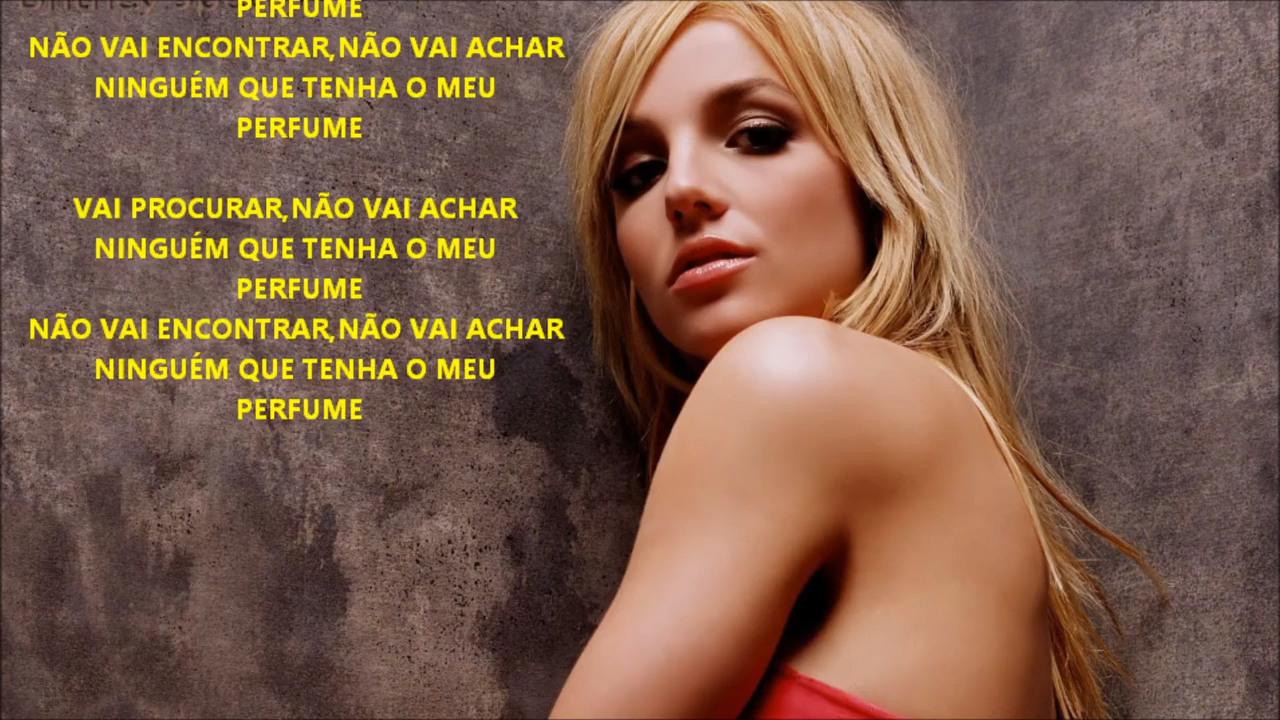 PERFUME
NÃO VAI ENCONTRAR,NÃO VAI ACHAR
NINGUÉM QUE TENHA O MEU
PERFUME
VAI PROCURAR,NÃO VAI ACHAR
NINGUÉM QUE TENHA O MEU
PERFUME
NÃO VAI ENCONTRAR,NÃO VAI ACHAR
NINGUÉM QUE TENHA O MEU
PERFUME